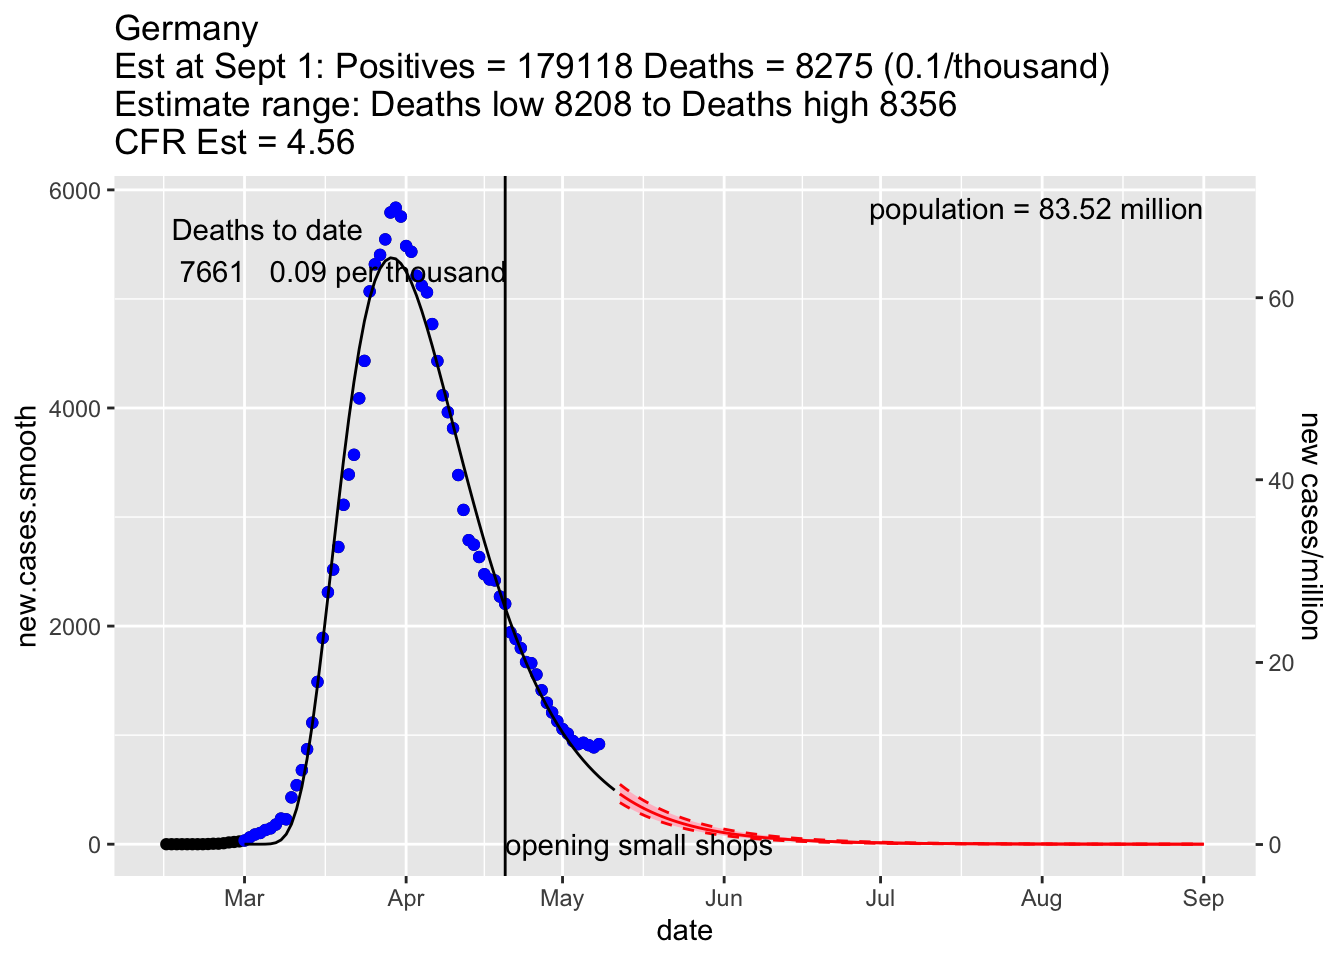 Germany
Est at Sept 1: Positives = 179118 Deaths = 8275 (0.1/thousand)
Estimate range: Deaths low 8208 to Deaths high 8356
CFR Est = 4.56
6000
4000
2000
0
new.cases.smooth
Deaths to date
7661 0.09 per thousand
population = 83.52 million
opening small shops
60
40
20
0
new cases/million
Mar Apr May Jun Jul Aug Sep
date